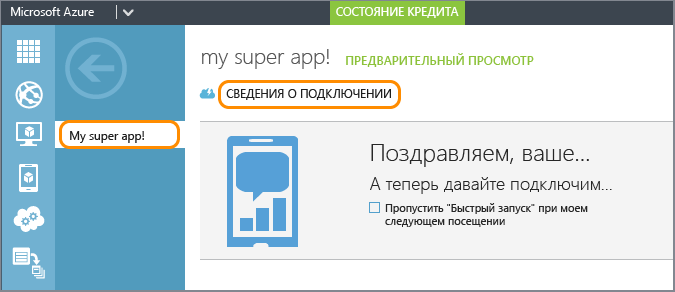 Microsoft Azure
СОСТОЯНИЕ КРЕДИТА
My super app!
my super app! ПРЕДВАРИТЕЛЬНЫЙ ПРОСМОТР
СВЕДЕНИЯ О ПОДКЛЮЧЕНИИ
Поздравляем, ваше...
А теперь давайте подключим...
Пропустить "Быстрый запуск" при моем
следующем посещении